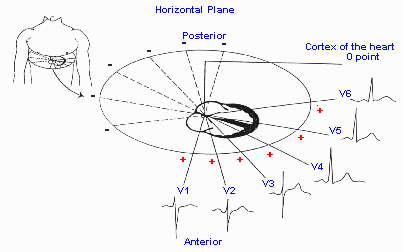 Horizontal Plane
Posterior
Cortex of the heart
0 point
V6
V5
V4
V3
V2
V1
Anterior